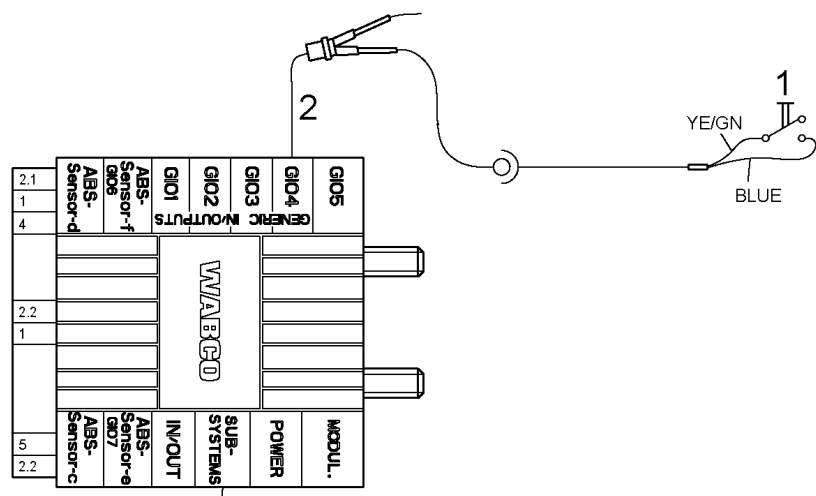 1
2
YE/GN
BLUE
2.1
1
4
2.2
1
5
2.2
ABS-
Sensor-d
ABS-
Sensor-f
GIO6
GIO1
GIO2
GIO3
GIO4
GIO5
GENERIC IN/OUTPUTS
WABCO
ABS-
Sensor-c
ABS-
Sensor-e
GIO7
IN/OUT
SUB-
SYSTEMS
POWER
MODUL.